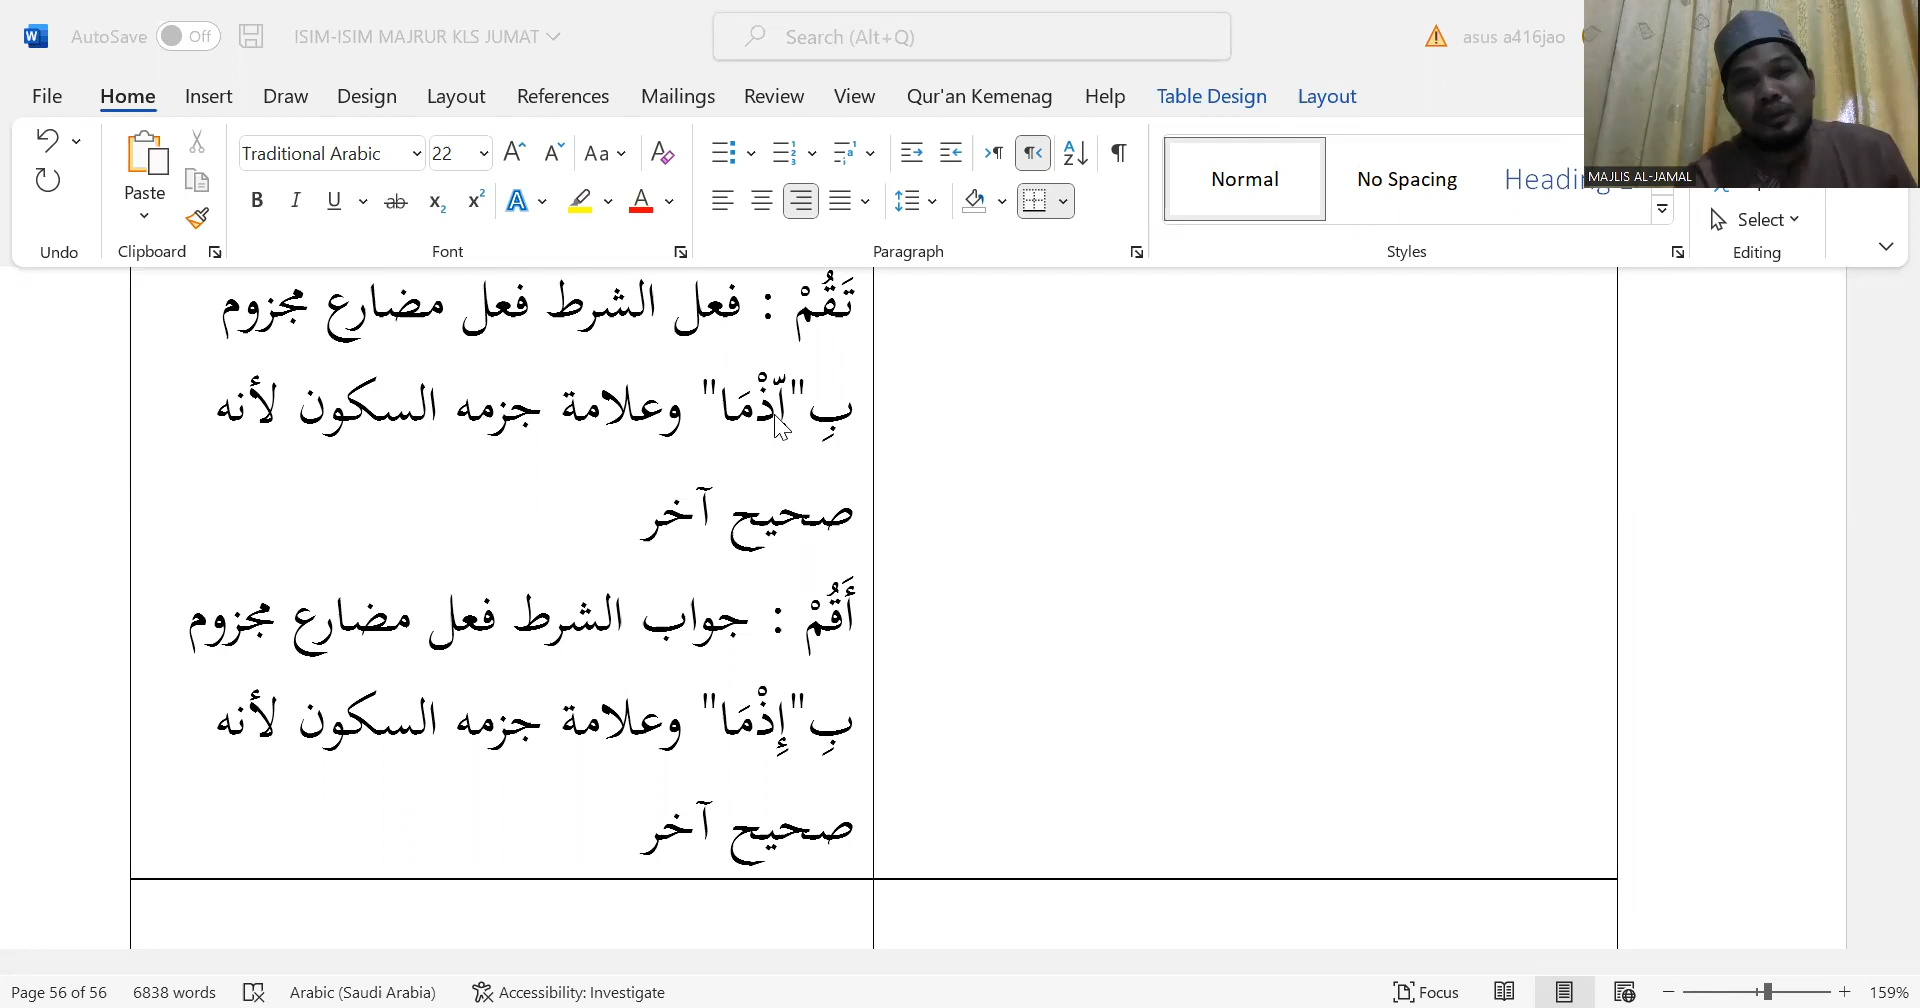 AutoSave Off ISIM-ISIM MAJRUR KLS JUMAT Search (Alt+Q) asus a416jao
File Home Insert Draw Design Layout References Mailings Review View Qur'an Kemenag Help Table Design Layout
Traditional Arabic 22 Aa
Paste
B I U ab x₂ x² A A
Normal No Spacing
MAJLIS AL-JAMAL
Select
Undo Clipboard Font Paragraph Styles Editing
تَقُمْ : فعل الشرط فعل مضارع مجزوم
بِ"اّذْمَا" وعلامة جزمه السكون لأنه
صحيح آخر
أَقُمْ : جواب الشرط فعل مضارع مجزوم
بِ"إِذْمَا" وعلامة جزمه السكون لأنه
صحيح آخر
Page 56 of 56 6838 words Arabic (Saudi Arabia) Accessibility: Investigate Focus 159%